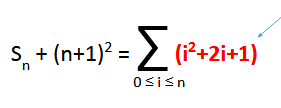 Sₙ + (n+1)² = ∑ (i²+2i+1)
0≤i≤n